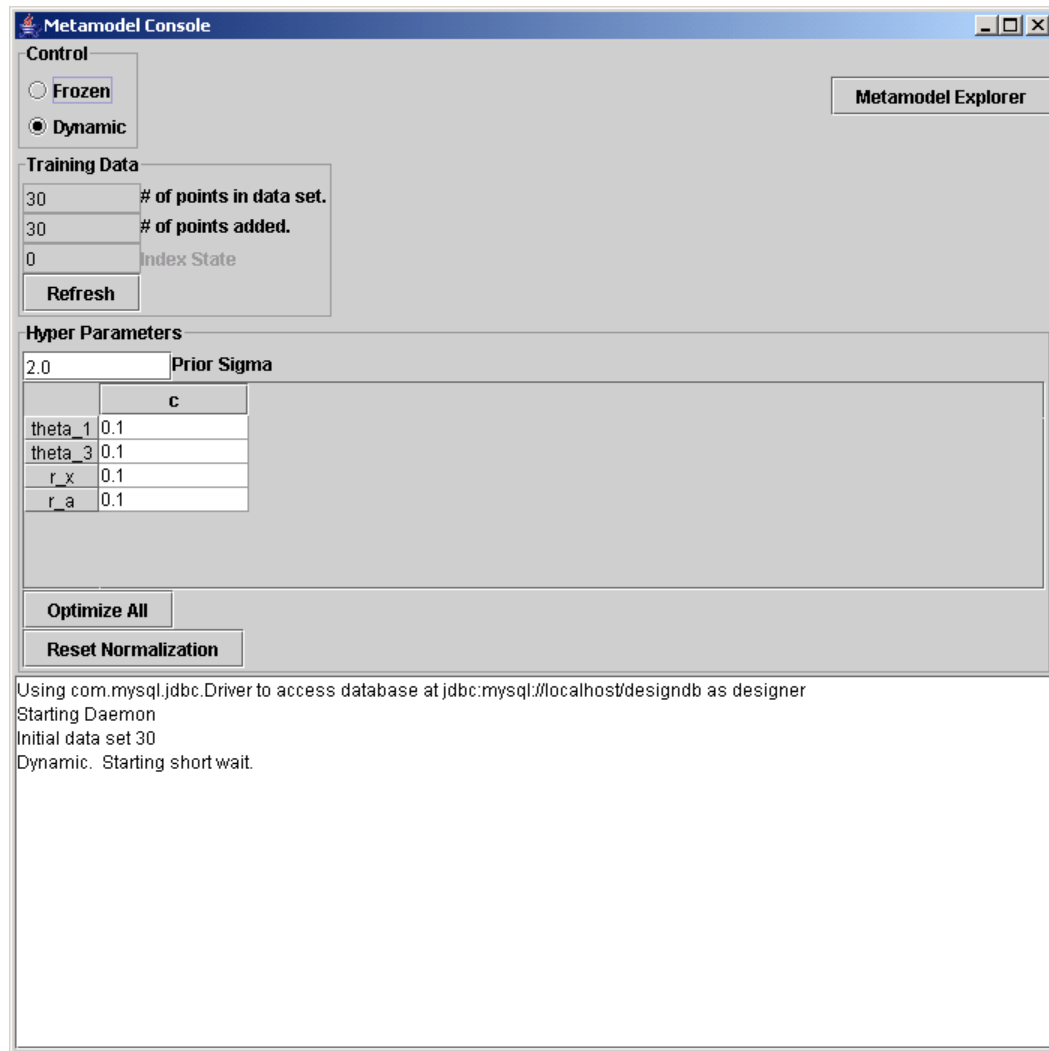 Metamodel Console
Control
Frozen
Metamodel Explorer
Dynamic
Training Data
30 # of points in data set.
30 # of points added.
0 Index State
Refresh
Hyper Parameters
2.0 Prior Sigma
c
theta_1 0.1
theta_3 0.1
r_x 0.1
r_a 0.1
Optimize All
Reset Normalization
Using com.mysql.jdbc.Driver to access database at jdbc:mysql://localhost/designdb as designer
Starting Daemon
Initial data set 30
Dynamic.  Starting short wait.